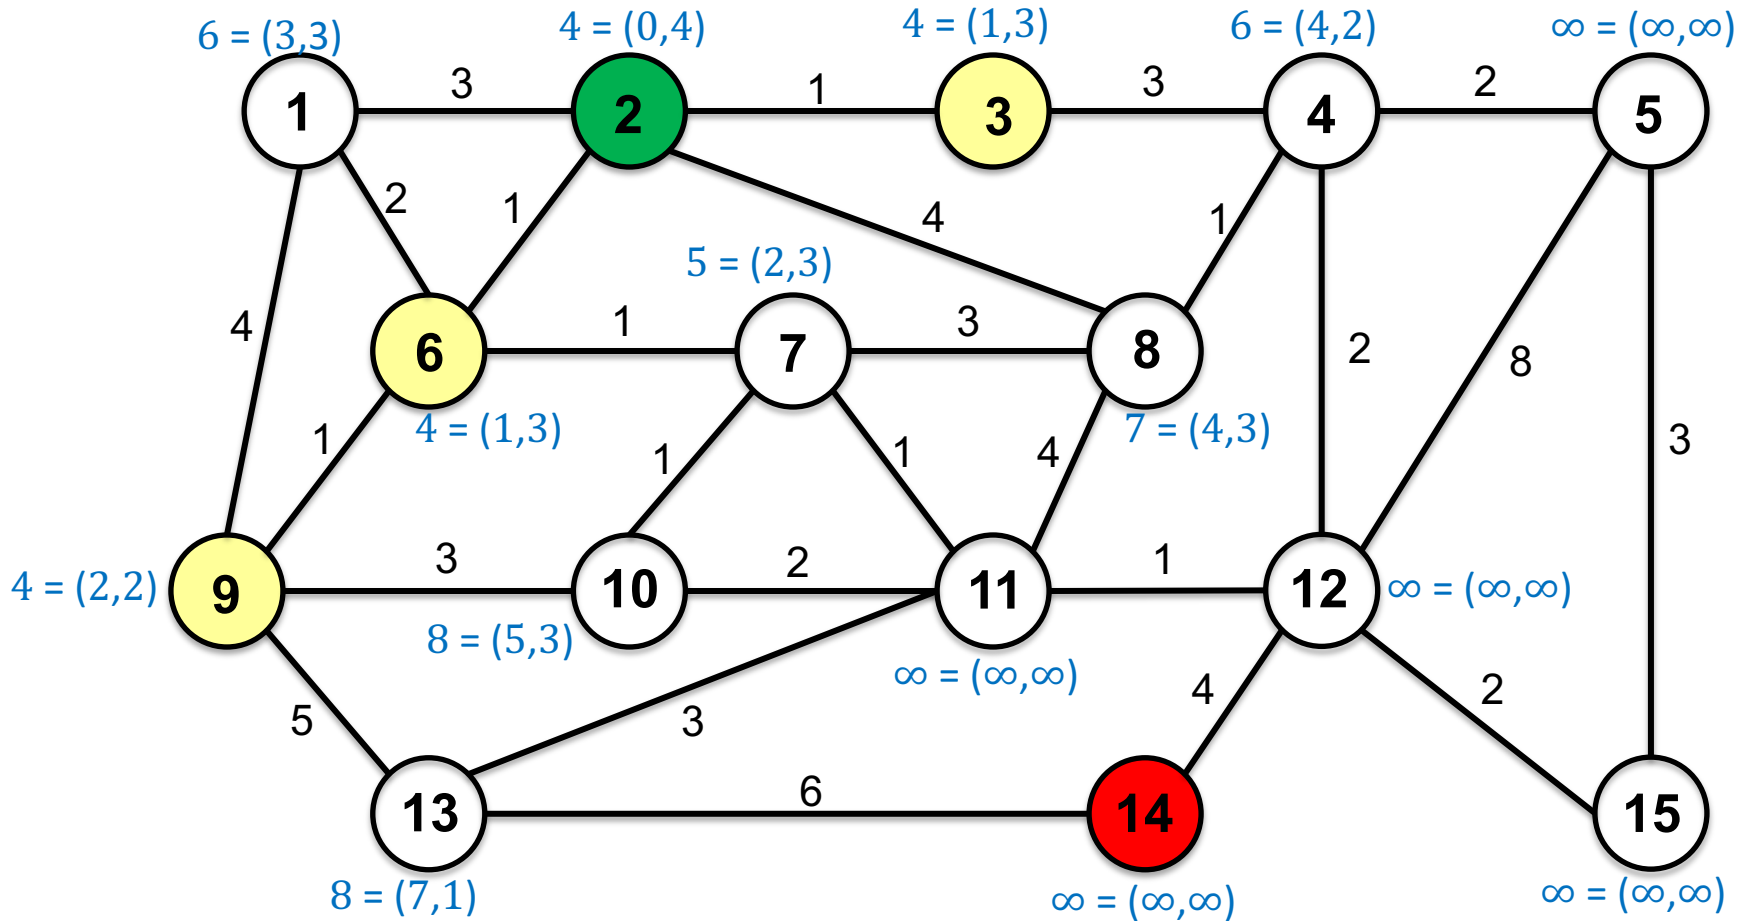 6 = (3,3)
4 = (0,4)
4 = (1,3)
6 = (4,2)
∞ = (∞,∞)
1
3
2
1
3
3
4
2
5
2
1
4
1
5 = (2,3)
4
6
1
7
3
8
2
8
3
4 = (1,3)
7 = (4,3)
1
1
1
4
4 = (2,2)
9
3
10
2
11
1
12
∞ = (∞,∞)
8 = (5,3)
∞ = (∞,∞)
5
3
4
2
13
6
14
15
8 = (7,1)
∞ = (∞,∞)
∞ = (∞,∞)